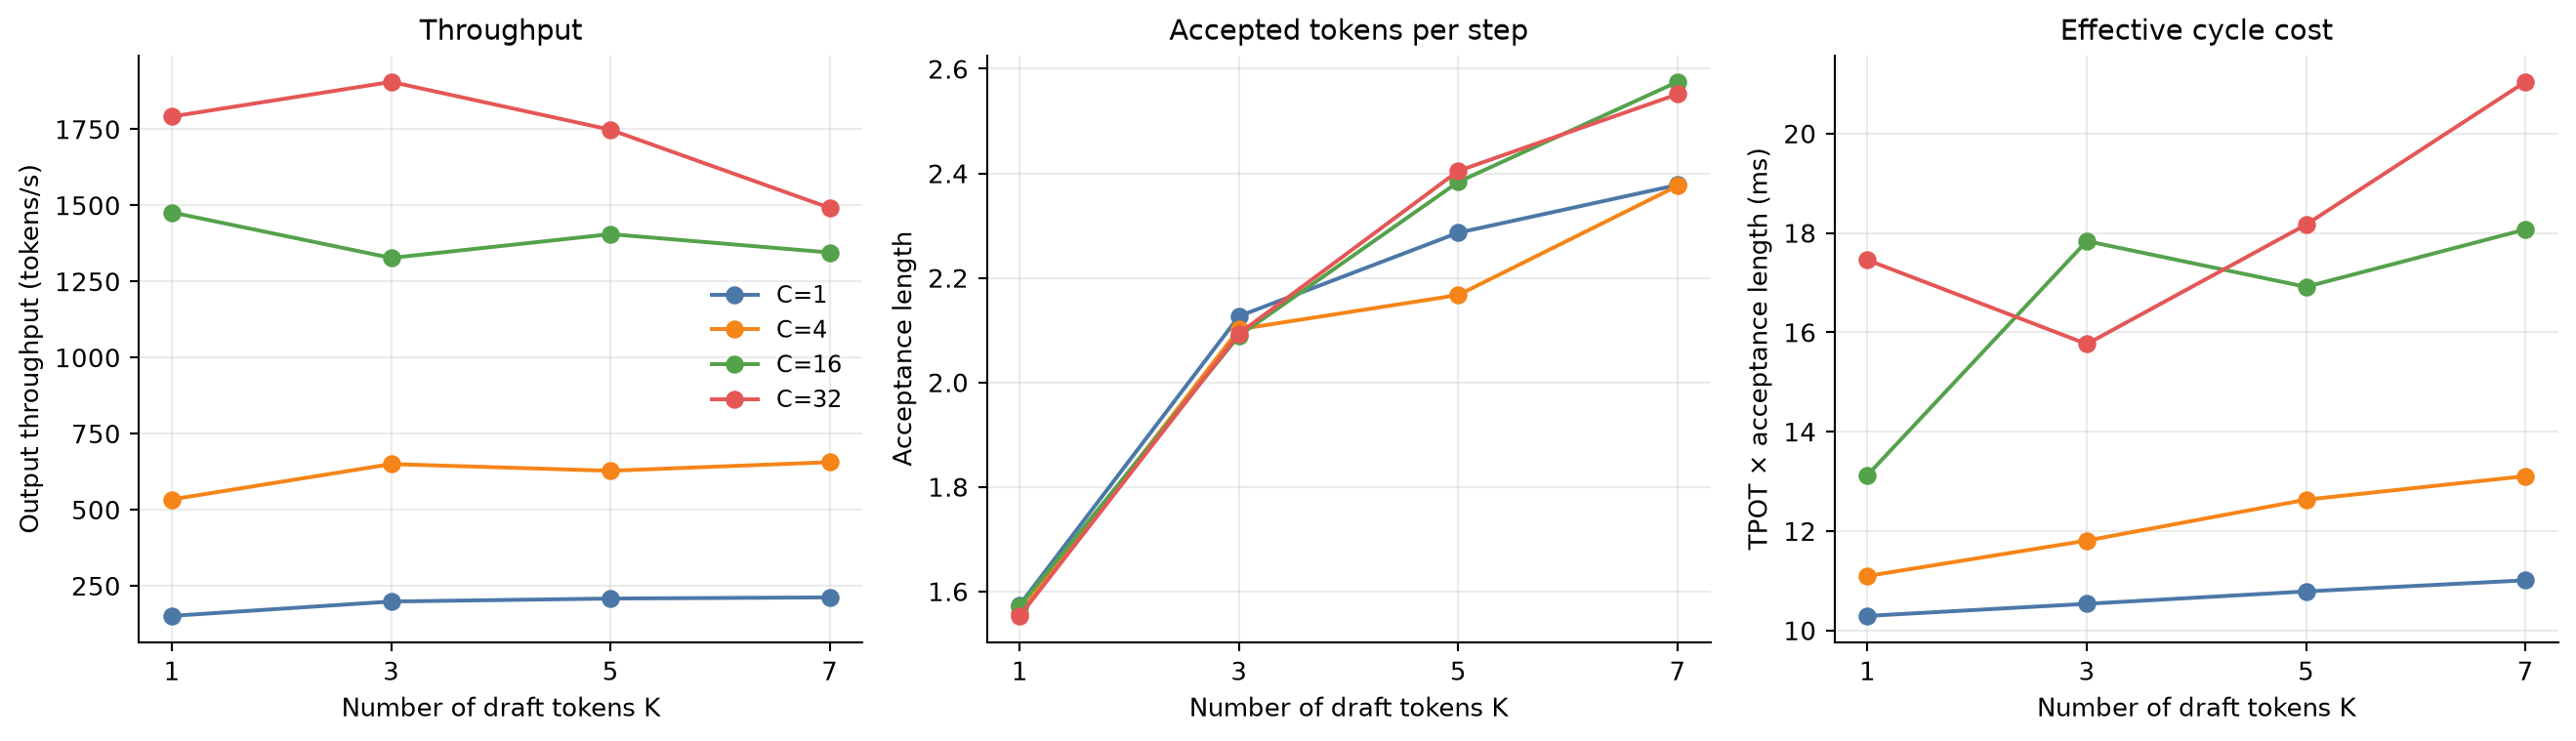 Throughput
Output throughput (tokens/s)
1750
1500
1250
1000
750
500
250
C=1
C=4
C=16
C=32
1 3 5 7
Number of draft tokens K
Accepted tokens per step
Acceptance length
2.6
2.4
2.2
2.0
1.8
1.6
1 3 5 7
Number of draft tokens K
Effective cycle cost
TPOT × acceptance length (ms)
20
18
16
14
12
10
1 3 5 7
Number of draft tokens K